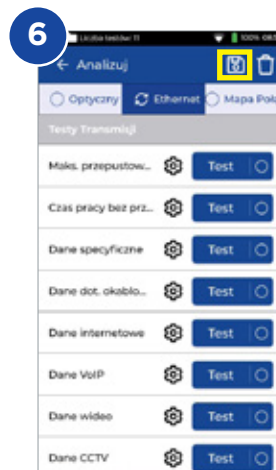 6
Liczba testów: 11
100%
← Analizuj
Optyczny Ethernet Mapa Poł
Testy Transmisji
Maks. przepustow... Test
Czas pracy bez prz... Test
Dane specyficzne Test
Dane dot. okablo... Test
Dane internetowe Test
Dane VoIP Test
Dane wideo Test
Dane CCTV Test